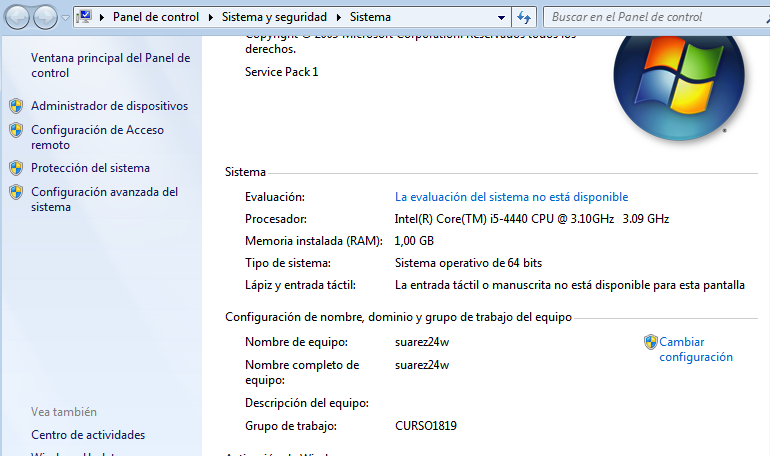 Panel de control
Sistema y seguridad
Sistema
Buscar en el Panel de control
Ventana principal del Panel de
control
Administrador de dispositivos
Configuración de Acceso
remoto
Protección del sistema
Configuración avanzada del
sistema
Vea también
Centro de actividades
derechos.
Service Pack 1
Sistema
Evaluación:
La evaluación del sistema no está disponible
Procesador:
Intel(R) Core(TM) i5-4440 CPU @ 3.10GHz 3.09 GHz
Memoria instalada (RAM):
1,00 GB
Tipo de sistema:
Sistema operativo de 64 bits
Lápiz y entrada táctil:
La entrada táctil o manuscrita no está disponible para esta pantalla
Configuración de nombre, dominio y grupo de trabajo del equipo
Nombre de equipo:
suarez24w
Cambiar
configuración
Nombre completo de
equipo:
suarez24w
Descripción del equipo:
Grupo de trabajo:
CURSO1819